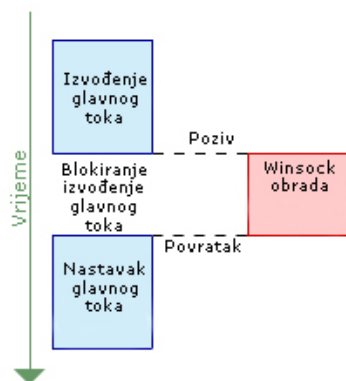 Vrijeme
Izvođenje
glavnog
toka
Poziv
Blokiranje
izvođenje
glavnog
toka
Winsock
obrada
Povratak
Nastavak
glavnog
toka